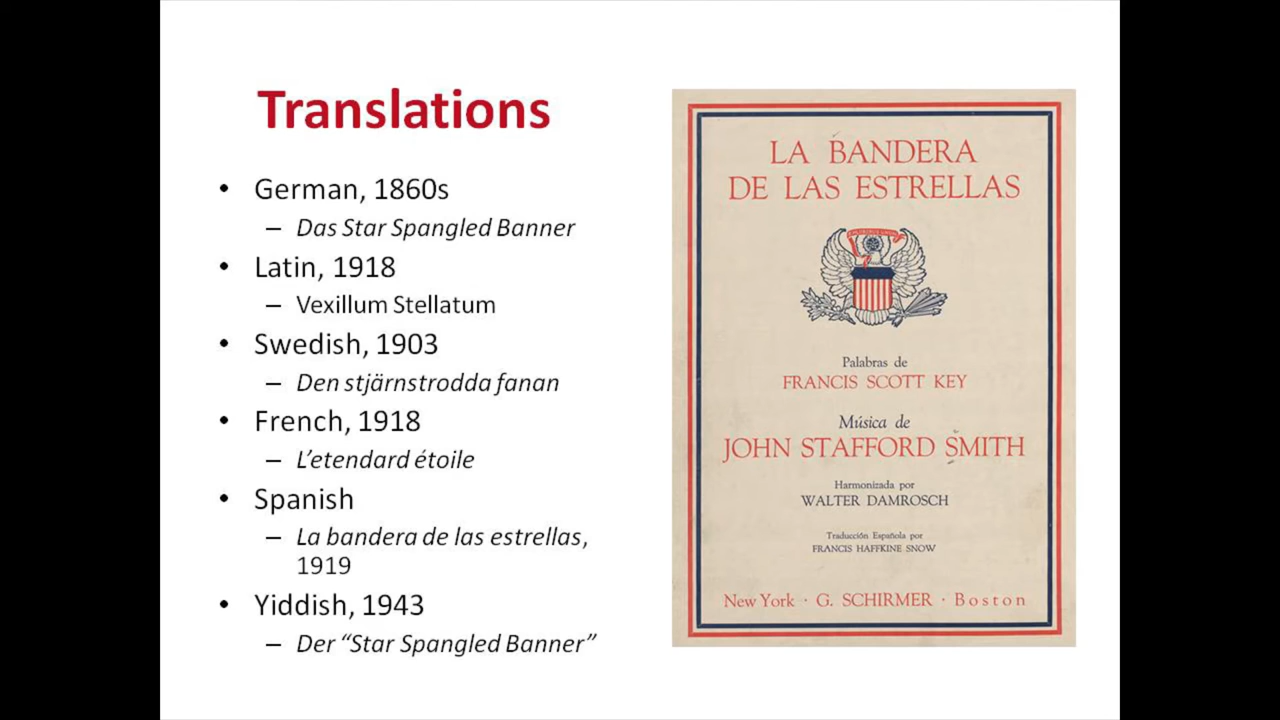 Translations
• German, 1860s
– Das Star Spangled Banner
• Latin, 1918
– Vexillum Stellatum
• Swedish, 1903
– Den stjärnstrodda fanan
• French, 1918
– L’etendard étoile
• Spanish
– La bandera de las estrellas,
1919
• Yiddish, 1943
– Der “Star Spangled Banner”
LA BANDERA
DE LAS ESTRELLAS
Palabras de
FRANCIS SCOTT KEY
Música de
JOHN STAFFORD SMITH
Harmonizada por
WALTER DAMROSCH
Traducción Española por
FRANCIS HAFFKINE SNOW
New York · G. SCHIRMER · Boston